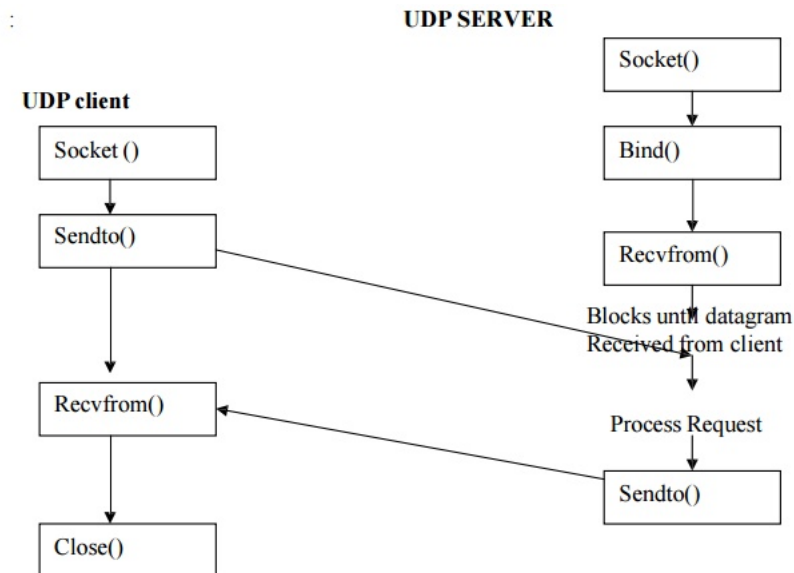 :
UDP SERVER
Socket()
UDP client
Socket ()
Bind()
Sendto()
Recvfrom()
Blocks until datagram
Received from client
Recvfrom()
Process Request
Sendto()
Close()